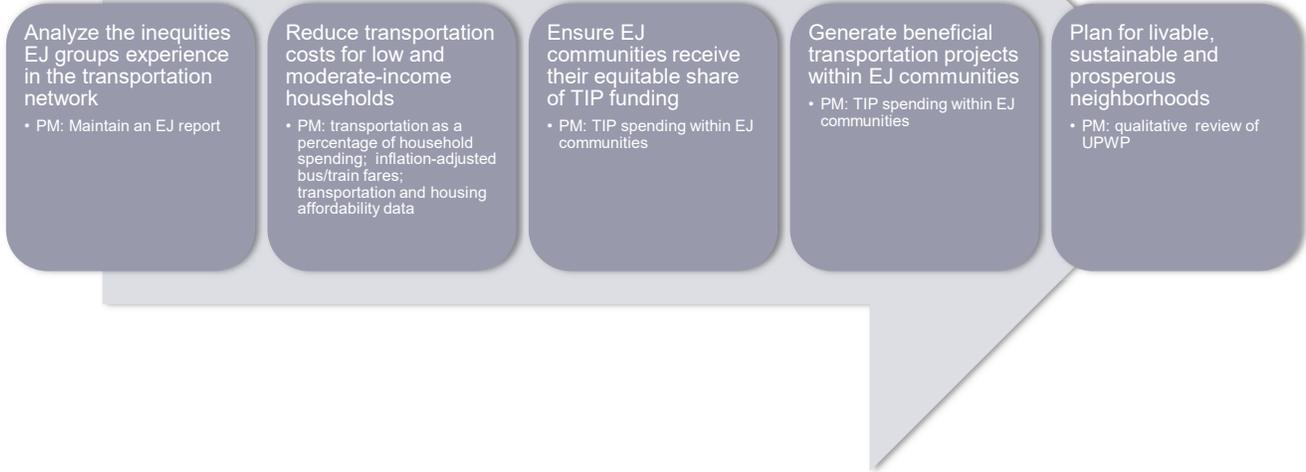 Analyze the inequities
EJ groups experience
in the transportation
network
• PM: Maintain an EJ report
Reduce transportation
costs for low and
moderate-income
households
• PM: transportation as a
percentage of household
spending;  inflation-adjusted
bus/train fares;
transportation and housing
affordability data
Ensure EJ
communities receive
their equitable share
of TIP funding
• PM: TIP spending within EJ
communities
Generate beneficial
transportation projects
within EJ communities
• PM: TIP spending within EJ
communities
Plan for livable,
sustainable and
prosperous
neighborhoods
• PM: qualitative  review of
UPWP